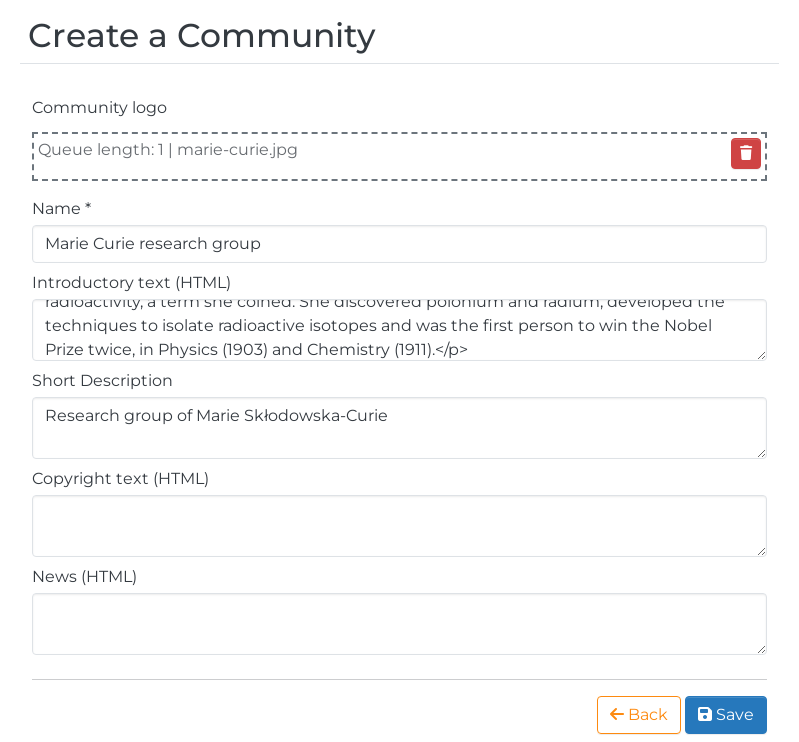 Create a Community
Community logo
Queue length: 1 | marie-curie.jpg
Name *
Marie Curie research group
Introductory text (HTML)
radioactivity, a term she coined. She discovered polonium and radium, developed the
techniques to isolate radioactive isotopes and was the first person to win the Nobel
Prize twice, in Physics (1903) and Chemistry (1911).</p>
Short Description
Research group of Marie Skłodowska-Curie
Copyright text (HTML)
News (HTML)
Back
Save